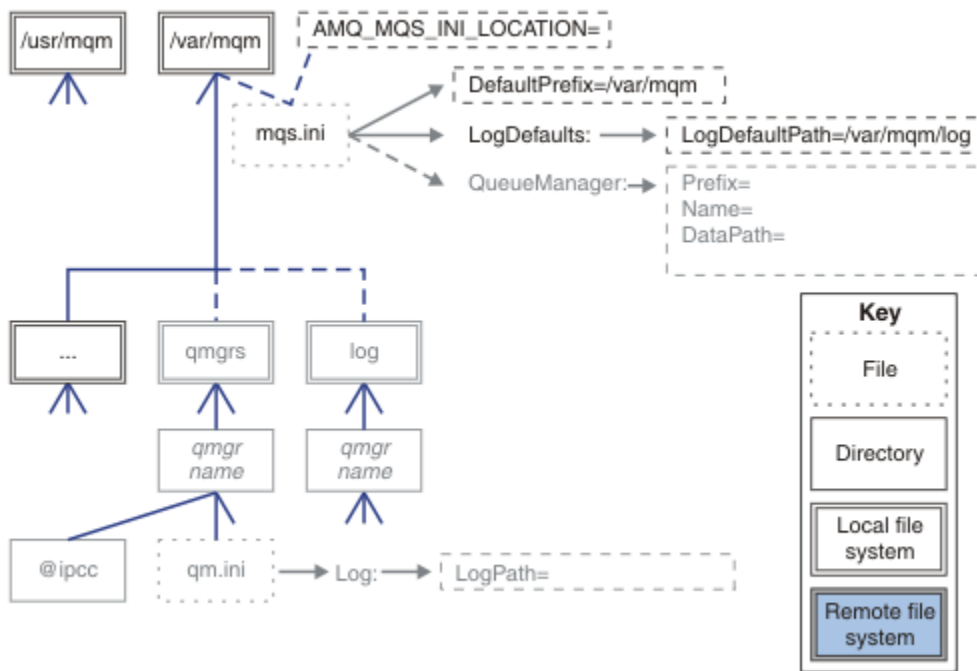 /usr/mqm
/var/mqm
AMQ_MQS_INI_LOCATION=
DefaultPrefix=/var/mqm
mqs.ini
LogDefaults:
LogDefaultPath=/var/mqm/log
QueueManager:
Prefix=
Name=
DataPath=
...
qmgrs
log
qmgr
name
qmgr
name
@ipcc
qm.ini
Log:
LogPath=
Key
File
Directory
Local file
system
Remote file
system